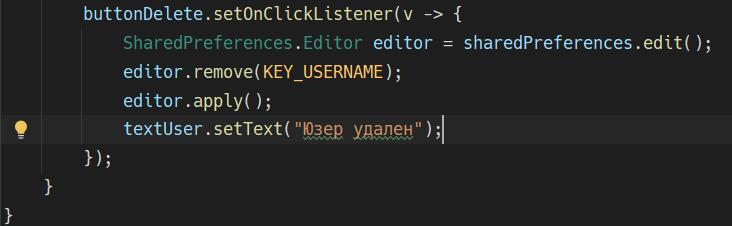 buttonDelete.setOnClickListener(v -> {
SharedPreferences.Editor editor = sharedPreferences.edit();
editor.remove(KEY_USERNAME);
editor.apply();
textUser.setText("Юзер удален");
});
}
}